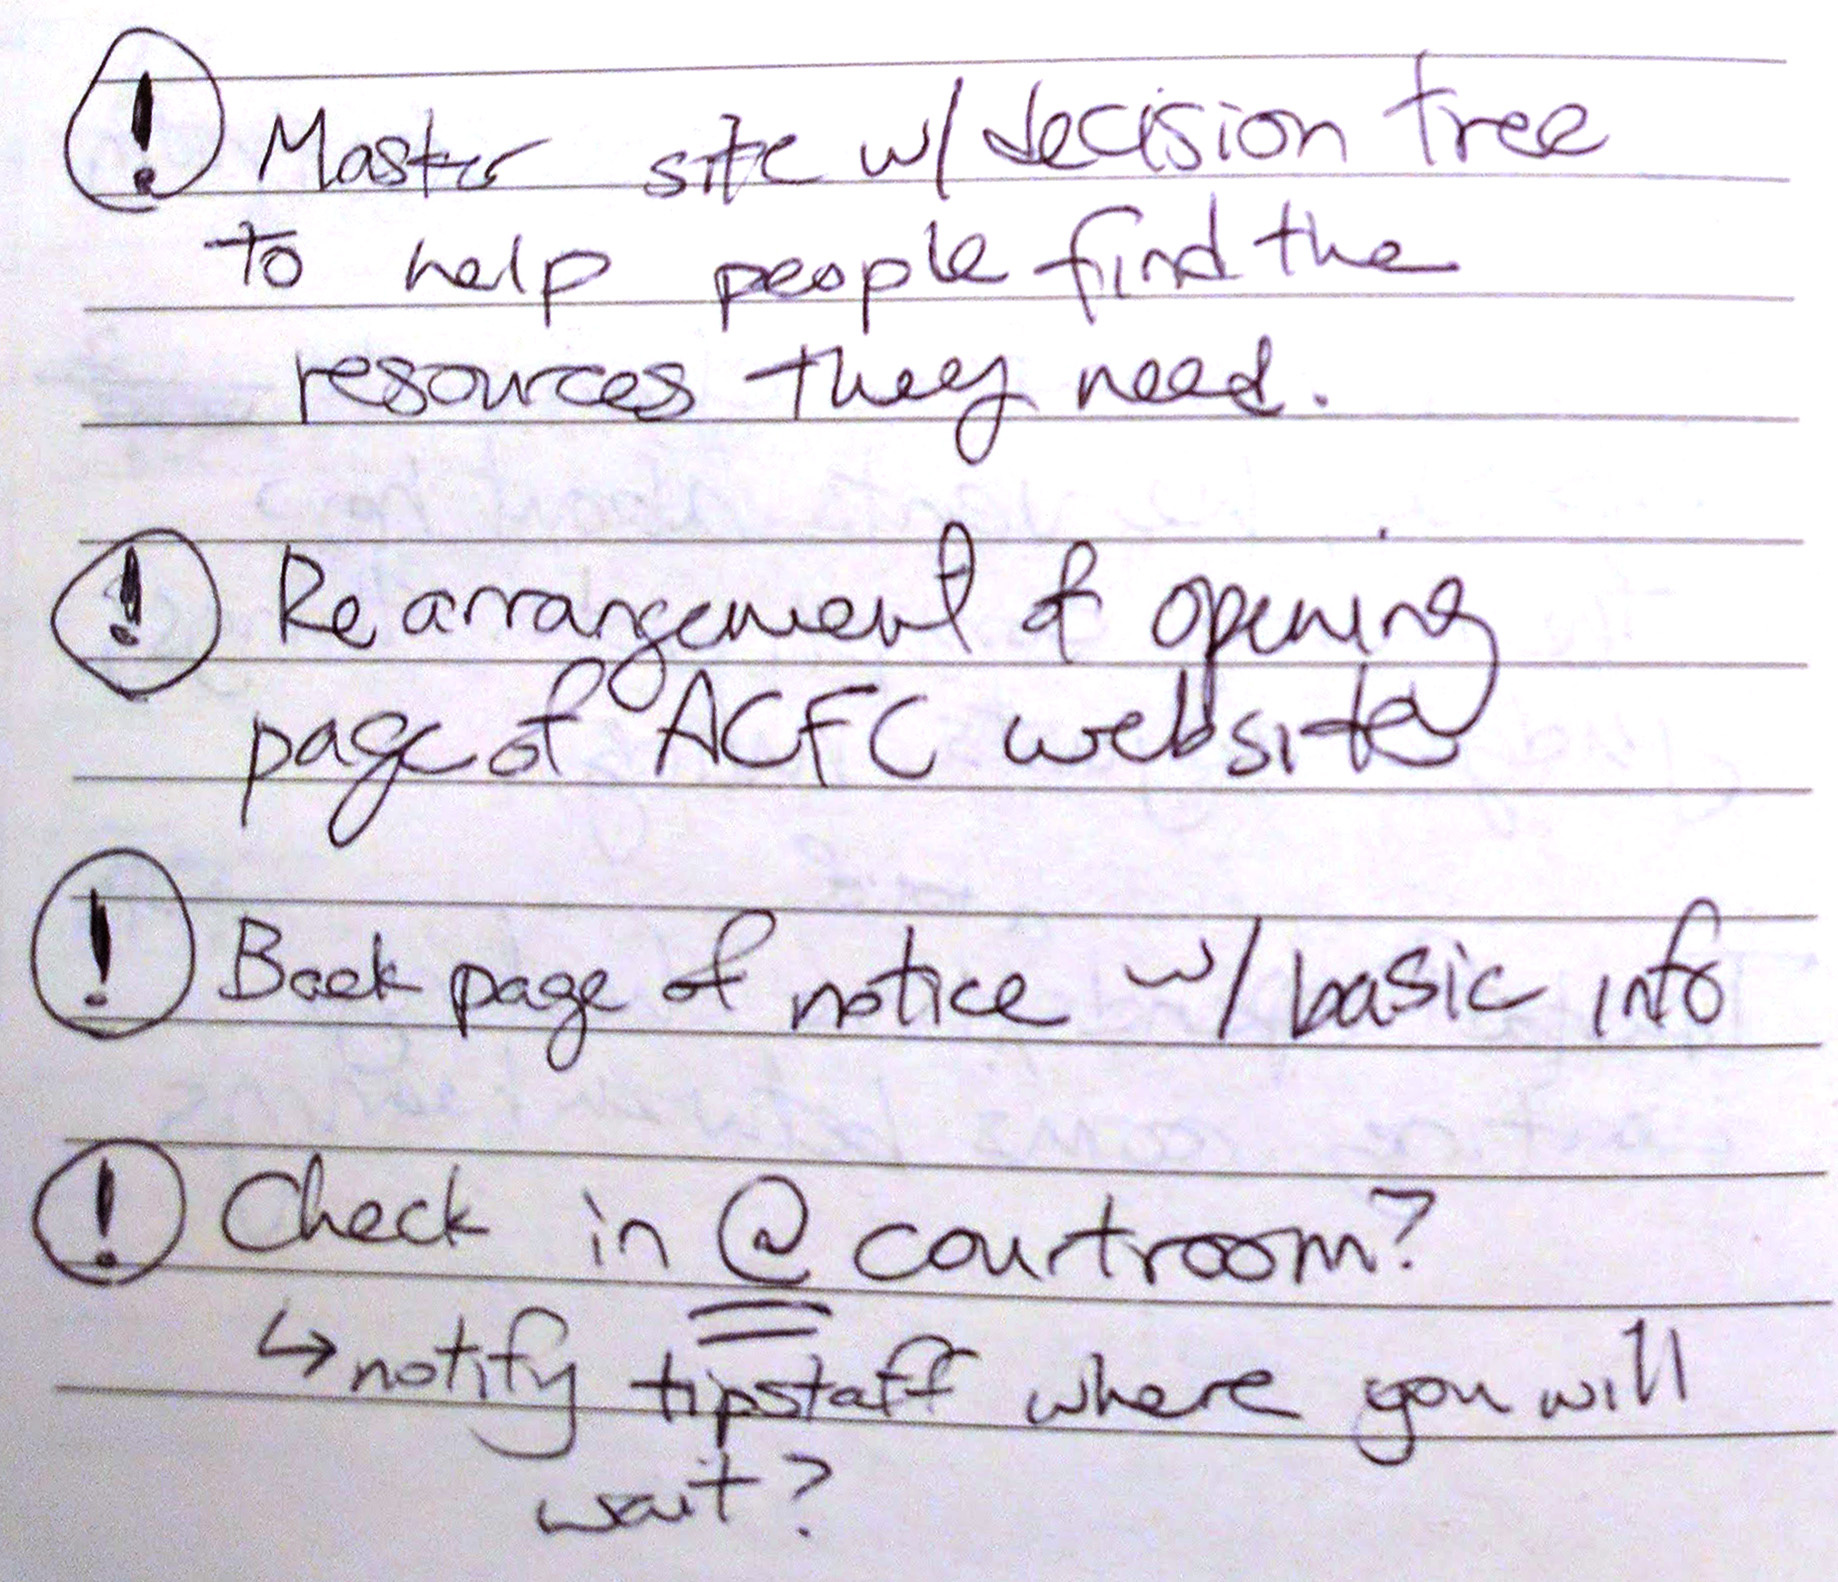 ! Master site w/ decision tree
to help people find the
resources they need.
! Rearrangement of opening
page of ACFC website
! Back page of notice w/ basic info
! Check in @ courtroom?
↳ notify tipstaff where you will
wait?